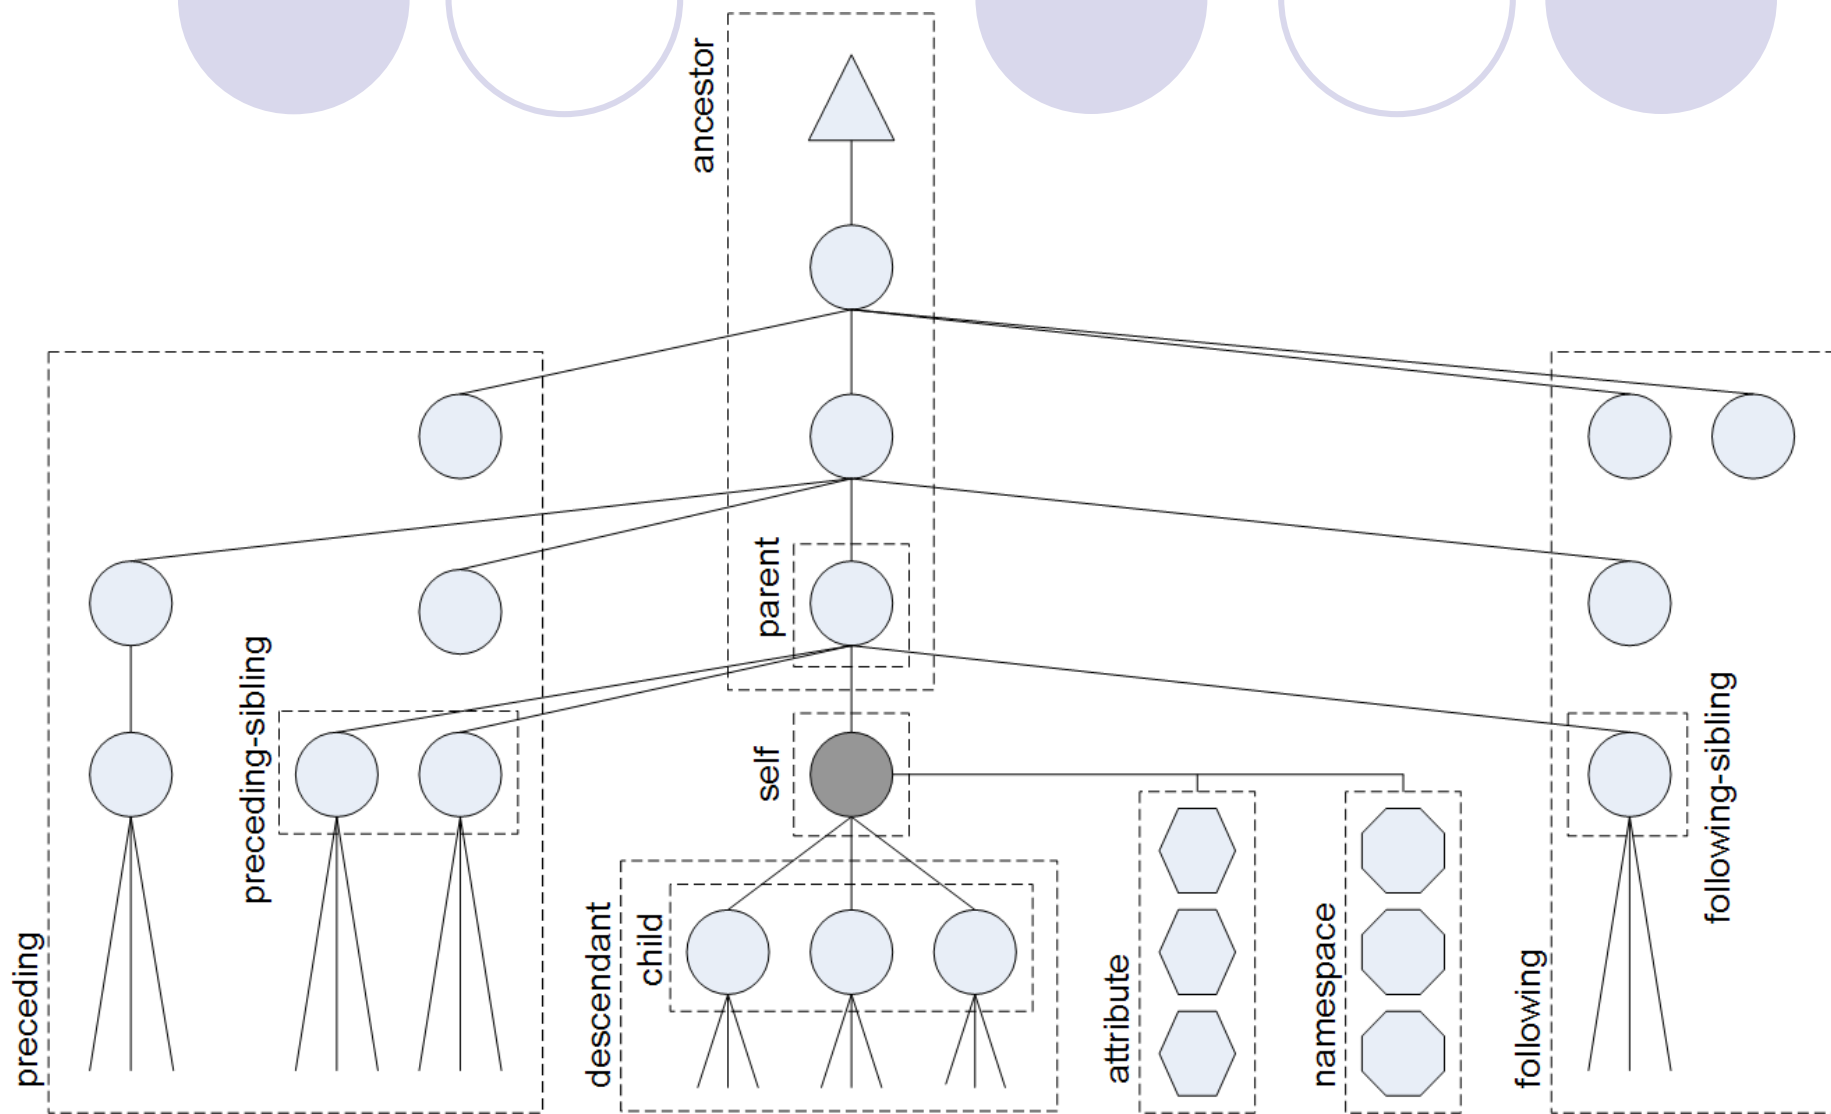 ancestor
parent
preceding-sibling
self
following-sibling
preceding
descendant
child
attribute
namespace
following